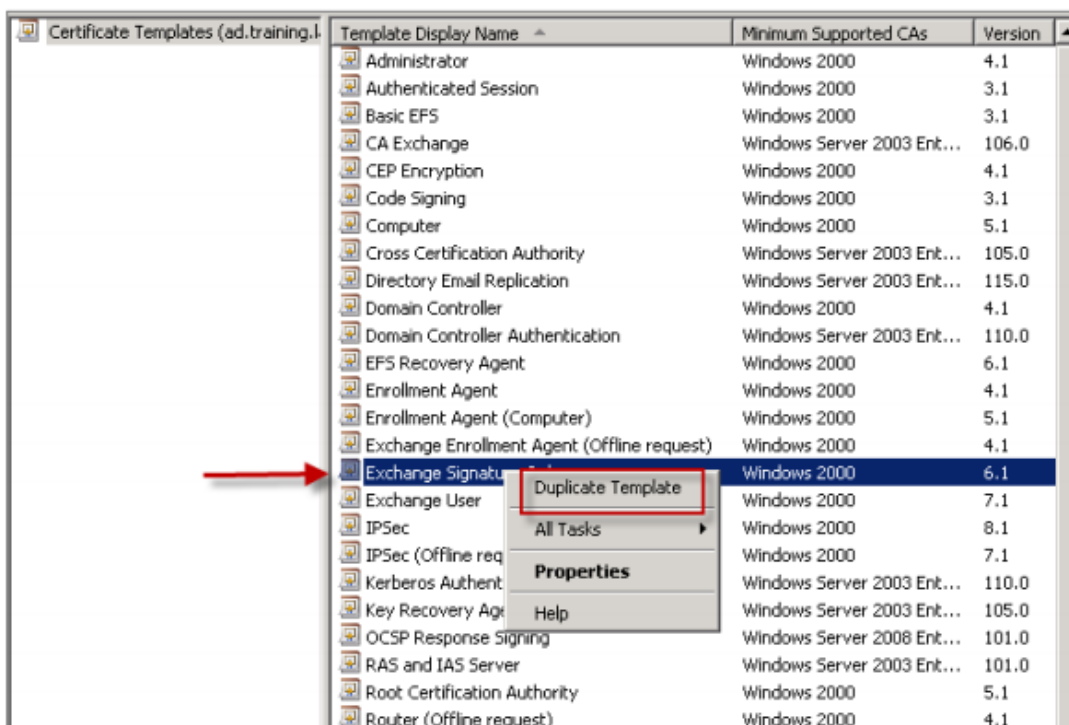 Certificate Templates (ad.training.l
Template Display Name Minimum Supported CAs Version
Administrator Windows 2000 4.1
Authenticated Session Windows 2000 3.1
Basic EFS Windows 2000 3.1
CA Exchange Windows Server 2003 Ent... 106.0
CEP Encryption Windows 2000 4.1
Code Signing Windows 2000 3.1
Computer Windows 2000 5.1
Cross Certification Authority Windows Server 2003 Ent... 105.0
Directory Email Replication Windows Server 2003 Ent... 115.0
Domain Controller Windows 2000 4.1
Domain Controller Authentication Windows Server 2003 Ent... 110.0
EFS Recovery Agent Windows 2000 6.1
Enrollment Agent Windows 2000 4.1
Enrollment Agent (Computer) Windows 2000 5.1
Exchange Enrollment Agent (Offline request) Windows 2000 4.1
Exchange Signatu Windows 2000 6.1
Duplicate Template
Exchange User Windows 2000 7.1
IPSec Windows 2000 8.1
All Tasks
IPSec (Offline req Windows 2000 7.1
Properties
Kerberos Authent Windows Server 2003 Ent... 110.0
Key Recovery Age Windows Server 2003 Ent... 105.0
Help
OCSP Response Signing Windows Server 2008 Ent... 101.0
RAS and IAS Server Windows Server 2003 Ent... 101.0
Root Certification Authority Windows 2000 5.1
Router (Offline request) Windows 2000 4.1